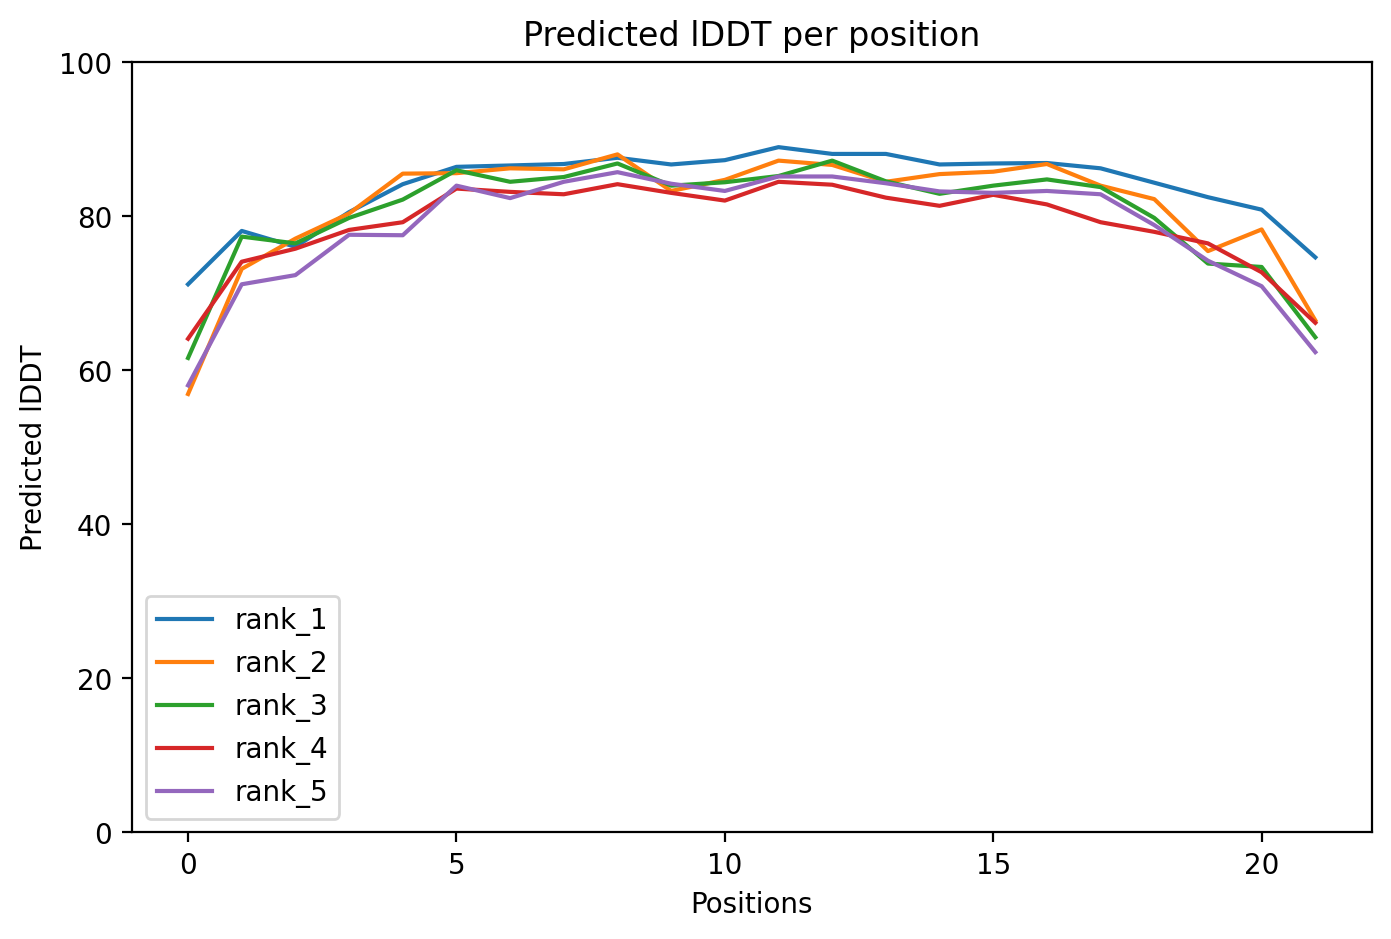 Predicted lDDT per position
100
80
60
40
20
0
Predicted lDDT
rank_1
rank_2
rank_3
rank_4
rank_5
0 5 10 15 20
Positions